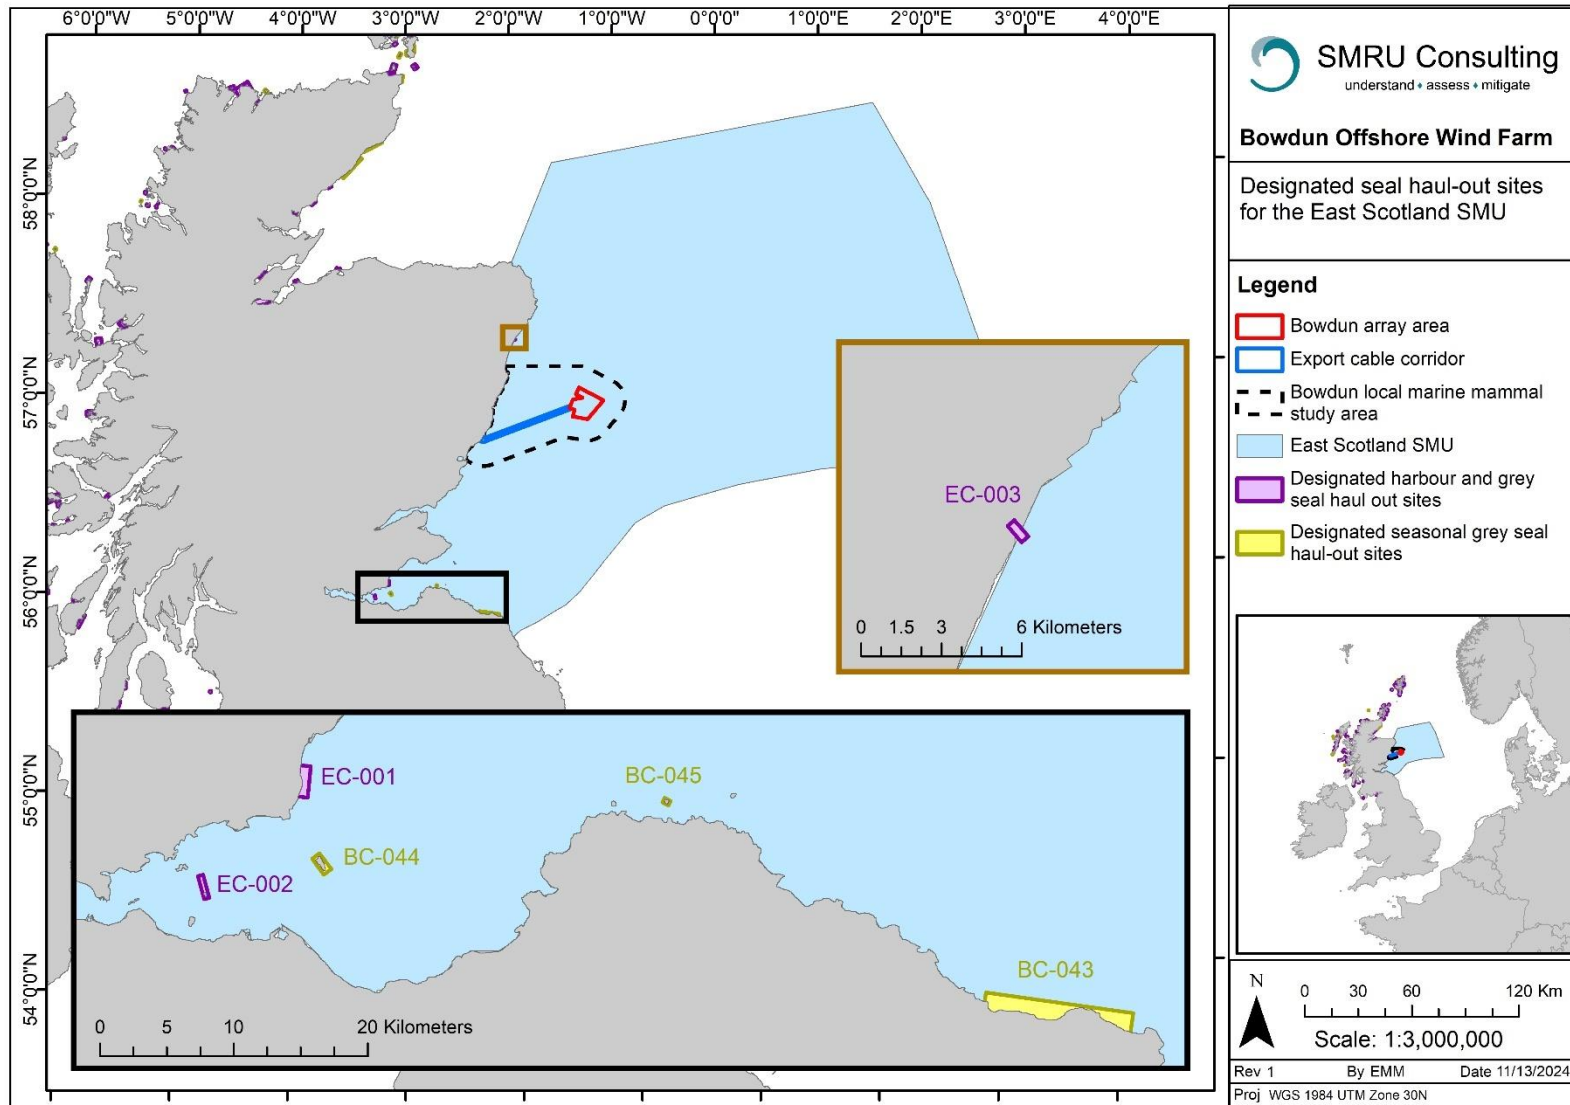 5°0'0"W 4°0'0"W 3°0'0"W 2°0'0"W 1°0'0"W 0°0'0" 1°0'0"E 2°0'0"E 3°0'0"E 4°0'0"E
58°0'0"N
57°0'0"N
56°0'0"N
55°0'0"N
54°0'0"N
EC-003
0 1.5 3 6 Kilometers
EC-001
BC-045
BC-044
EC-002
BC-043
0 5 10 20 Kilometers
SMRU Consulting
understand • assess • mitigate
Bowdun Offshore Wind Farm
Designated seal haul-out sites
for the East Scotland SMU
Legend
Bowdun array area
Export cable corridor
Bowdun local marine mammal
study area
East Scotland SMU
Designated harbour and grey
seal haul out sites
Designated seasonal grey seal
haul-out sites
N
0 30 60 120 Km
Scale: 1:3,000,000
Rev 1 By EMM Date 11/13/2024
Proj WGS 1984 UTM Zone 30N